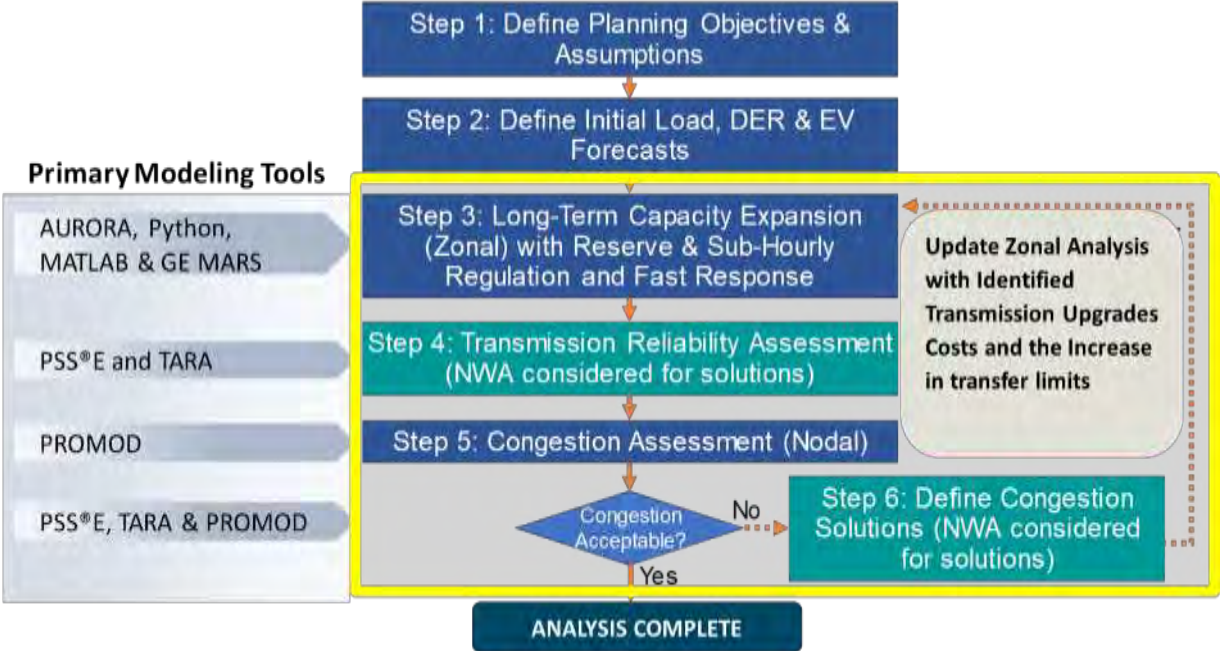 Step 1: Define Planning Objectives &
Assumptions
Step 2: Define Initial Load, DER & EV
Forecasts
Primary Modeling Tools
AURORA, Python,
MATLAB & GE MARS
PSS®E and TARA
PROMOD
PSS®E, TARA & PROMOD
Step 3: Long-Term Capacity Expansion
(Zonal) with Reserve & Sub-Hourly
Regulation and Fast Response
Step 4: Transmission Reliability Assessment
(NWA considered for solutions)
Step 5: Congestion Assessment (Nodal)
Congestion
Acceptable?
No
Yes
Step 6: Define Congestion
Solutions (NWA considered
for solutions)
Update Zonal Analysis
with Identified
Transmission Upgrades
Costs and the Increase
in transfer limits
ANALYSIS COMPLETE